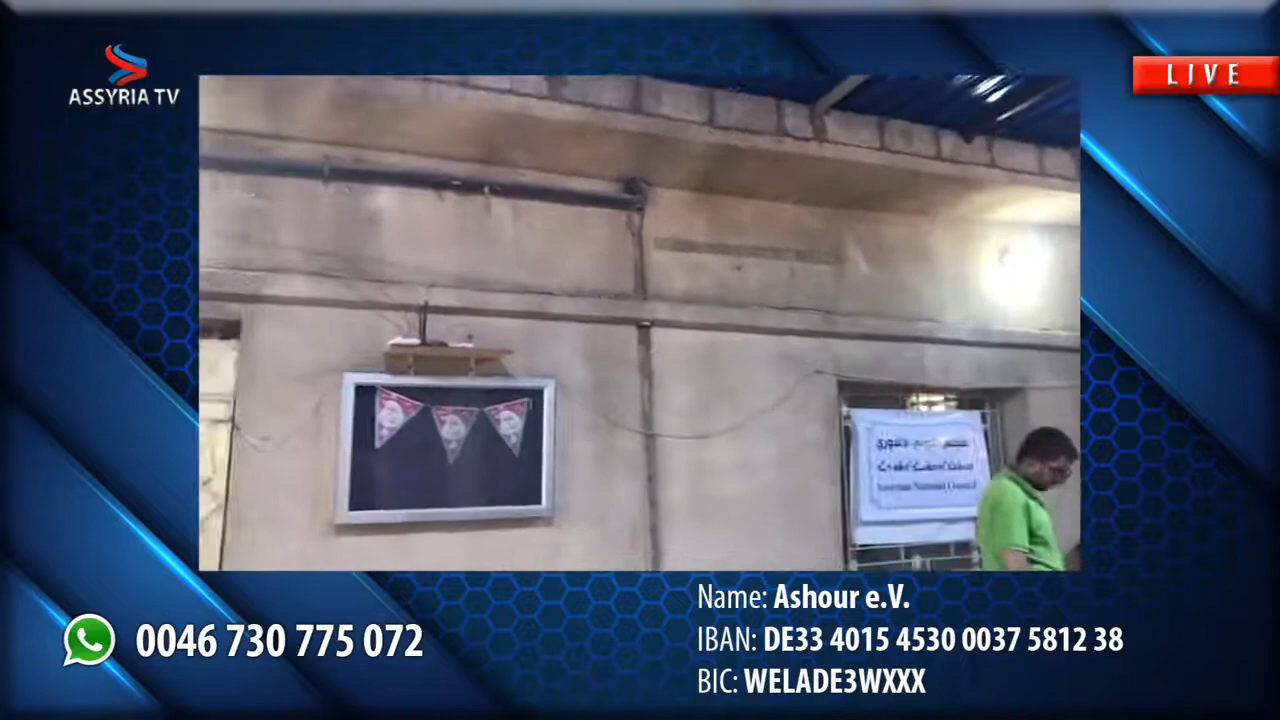 ASSYRIA TV
LIVE
Assyrian National Council
0046 730 775 072
Name: Ashour e.V.
IBAN: DE33 4015 4530 0037 5812 38
BIC: WELADE3WXXX